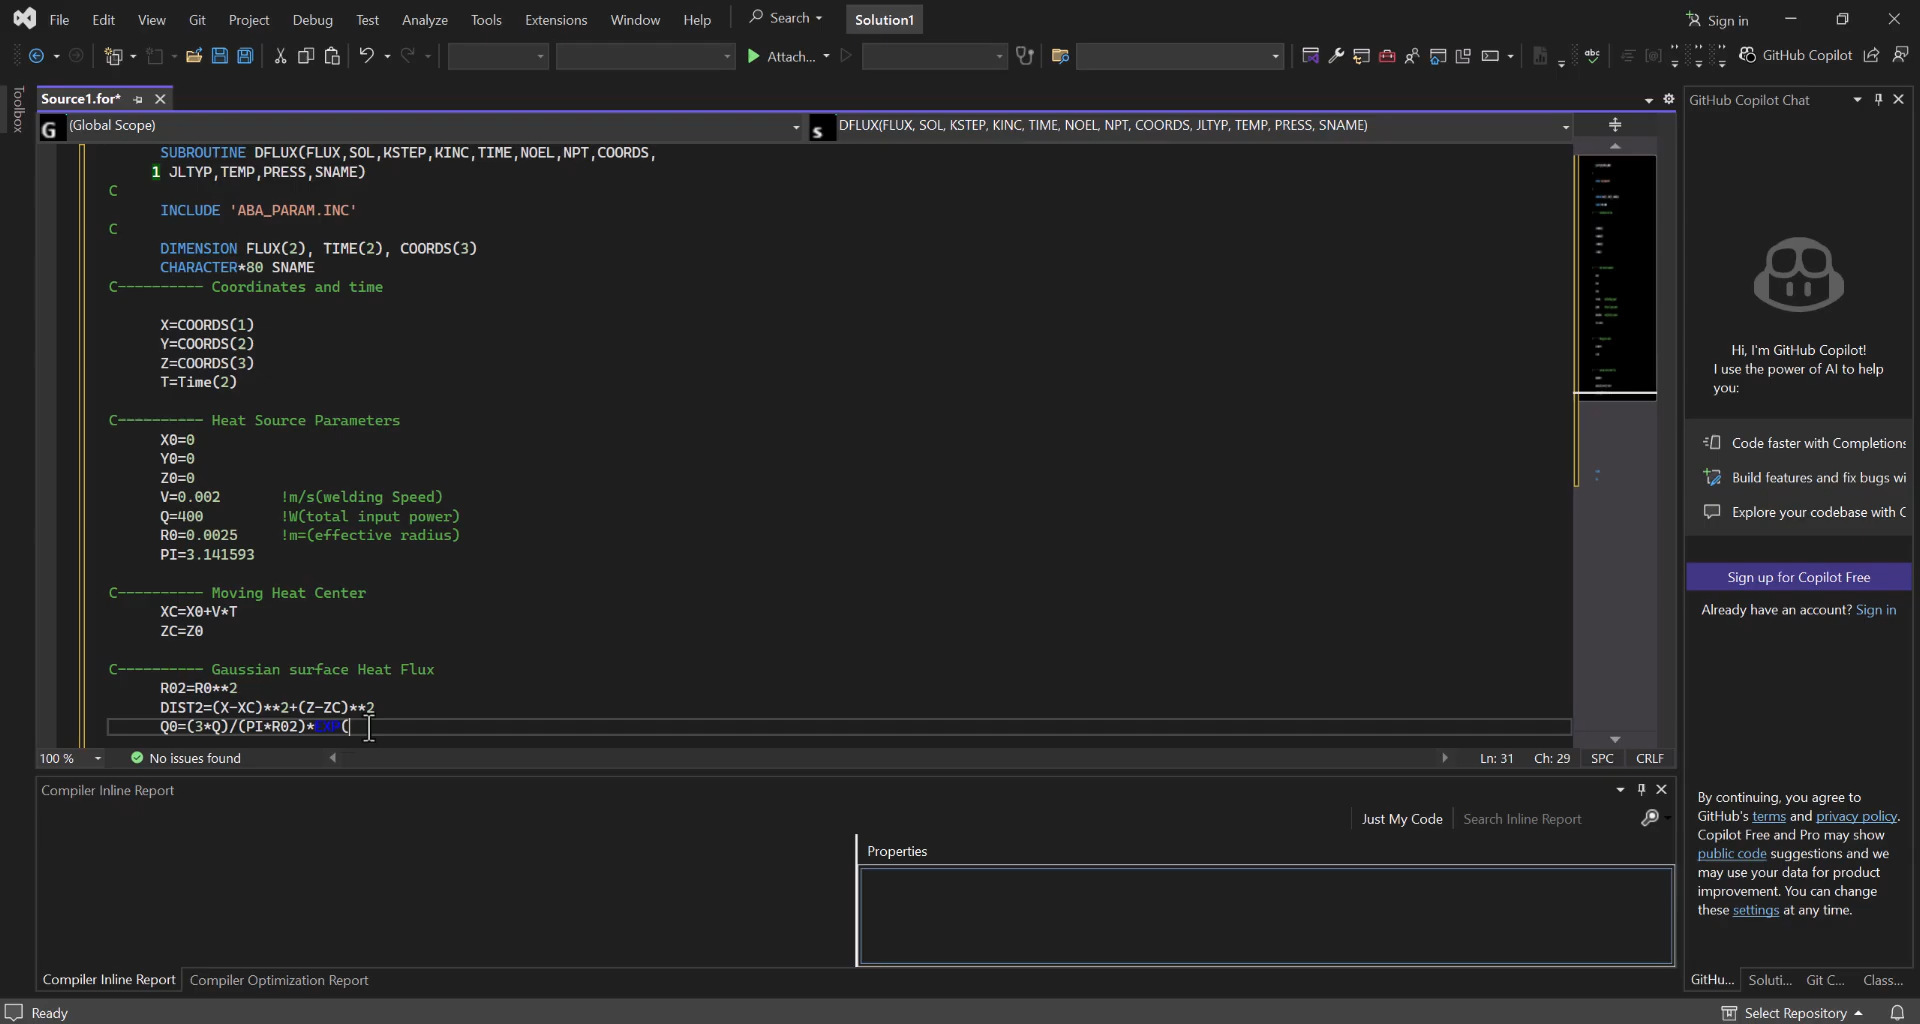 File Edit View Git Project Debug Test Analyze Tools Extensions Window Help Search Solution1 Sign in
Attach... GitHub Copilot
Toolbox
Source1.for* GitHub Copilot Chat
(Global Scope) DFLUX(FLUX, SOL, KSTEP, KINC, TIME, NOEL, NPT, COORDS, JLTYP, TEMP, PRESS, SNAME)
SUBROUTINE DFLUX(FLUX,SOL,KSTEP,KINC,TIME,NOEL,NPT,COORDS,
1 JLTYP,TEMP,PRESS,SNAME)
C
INCLUDE 'ABA_PARAM.INC'
C
DIMENSION FLUX(2), TIME(2), COORDS(3)
CHARACTER*80 SNAME
C---------- Coordinates and time
X=COORDS(1)
Y=COORDS(2)
Z=COORDS(3)
T=Time(2)
C---------- Heat Source Parameters
X0=0
Y0=0
Z0=0
V=0.002 !m/s(welding Speed)
Q=400 !W(total input power)
R0=0.0025 !m=(effective radius)
PI=3.141593
C---------- Moving Heat Center
XC=X0+V*T
ZC=Z0
C---------- Gaussian surface Heat Flux
R02=R0**2
DIST2=(X-XC)**2+(Z-ZC)**2
Q0=(3*Q)/(PI*R02)*EXP(
100 % No issues found Ln: 31 Ch: 29 SPC CRLF
Compiler Inline Report
Just My Code Search Inline Report
Properties
Compiler Inline Report Compiler Optimization Report
Hi, I'm GitHub Copilot!
I use the power of AI to help
you:
Code faster with Completions
Build features and fix bugs wi
Explore your codebase with C
Sign up for Copilot Free
Already have an account? Sign in
By continuing, you agree to
GitHub's terms and privacy policy.
Copilot Free and Pro may show
public code suggestions and we
may use your data for product
improvement. You can change
these settings at any time.
GitHu... Soluti... Git C... Class...
Ready Select Repository